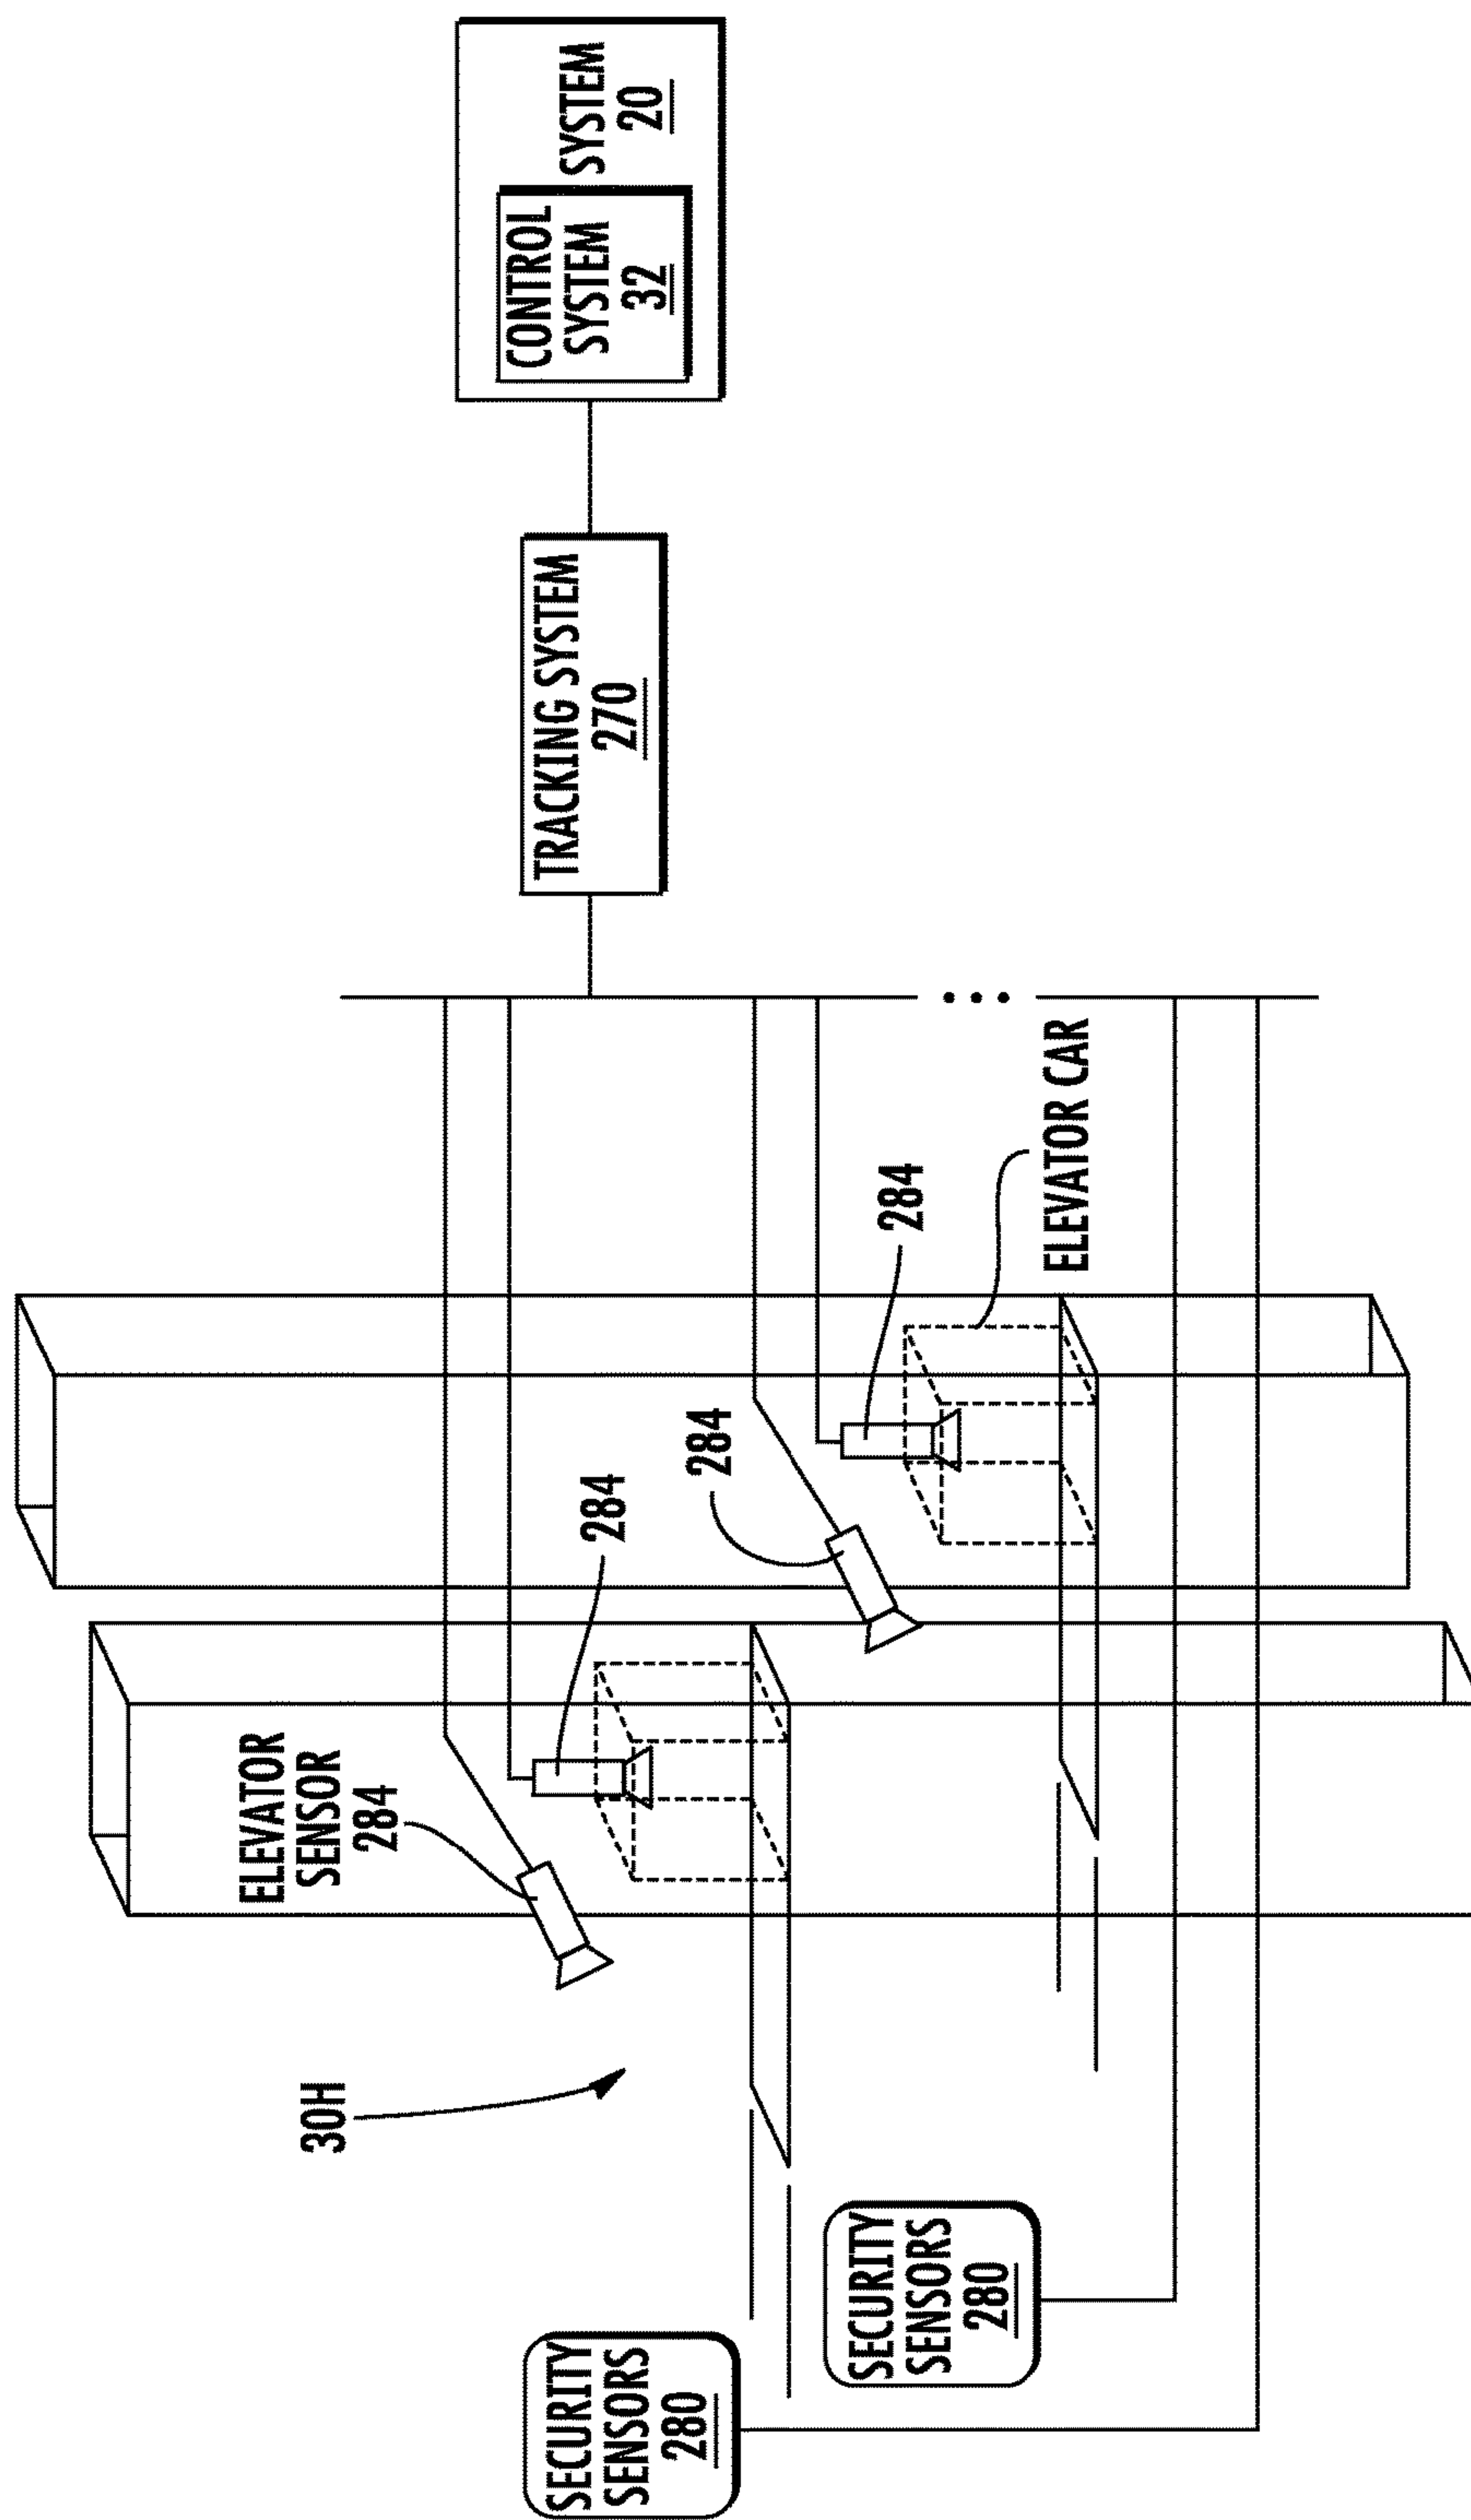 CONTROL
SYSTEM
32
SYSTEM
20
TRACKING SYSTEM
270
ELEVATOR CAR
284
284
284
ELEVATOR
SENSOR
284
30H
SECURITY
SENSORS
280
SECURITY
SENSORS
280